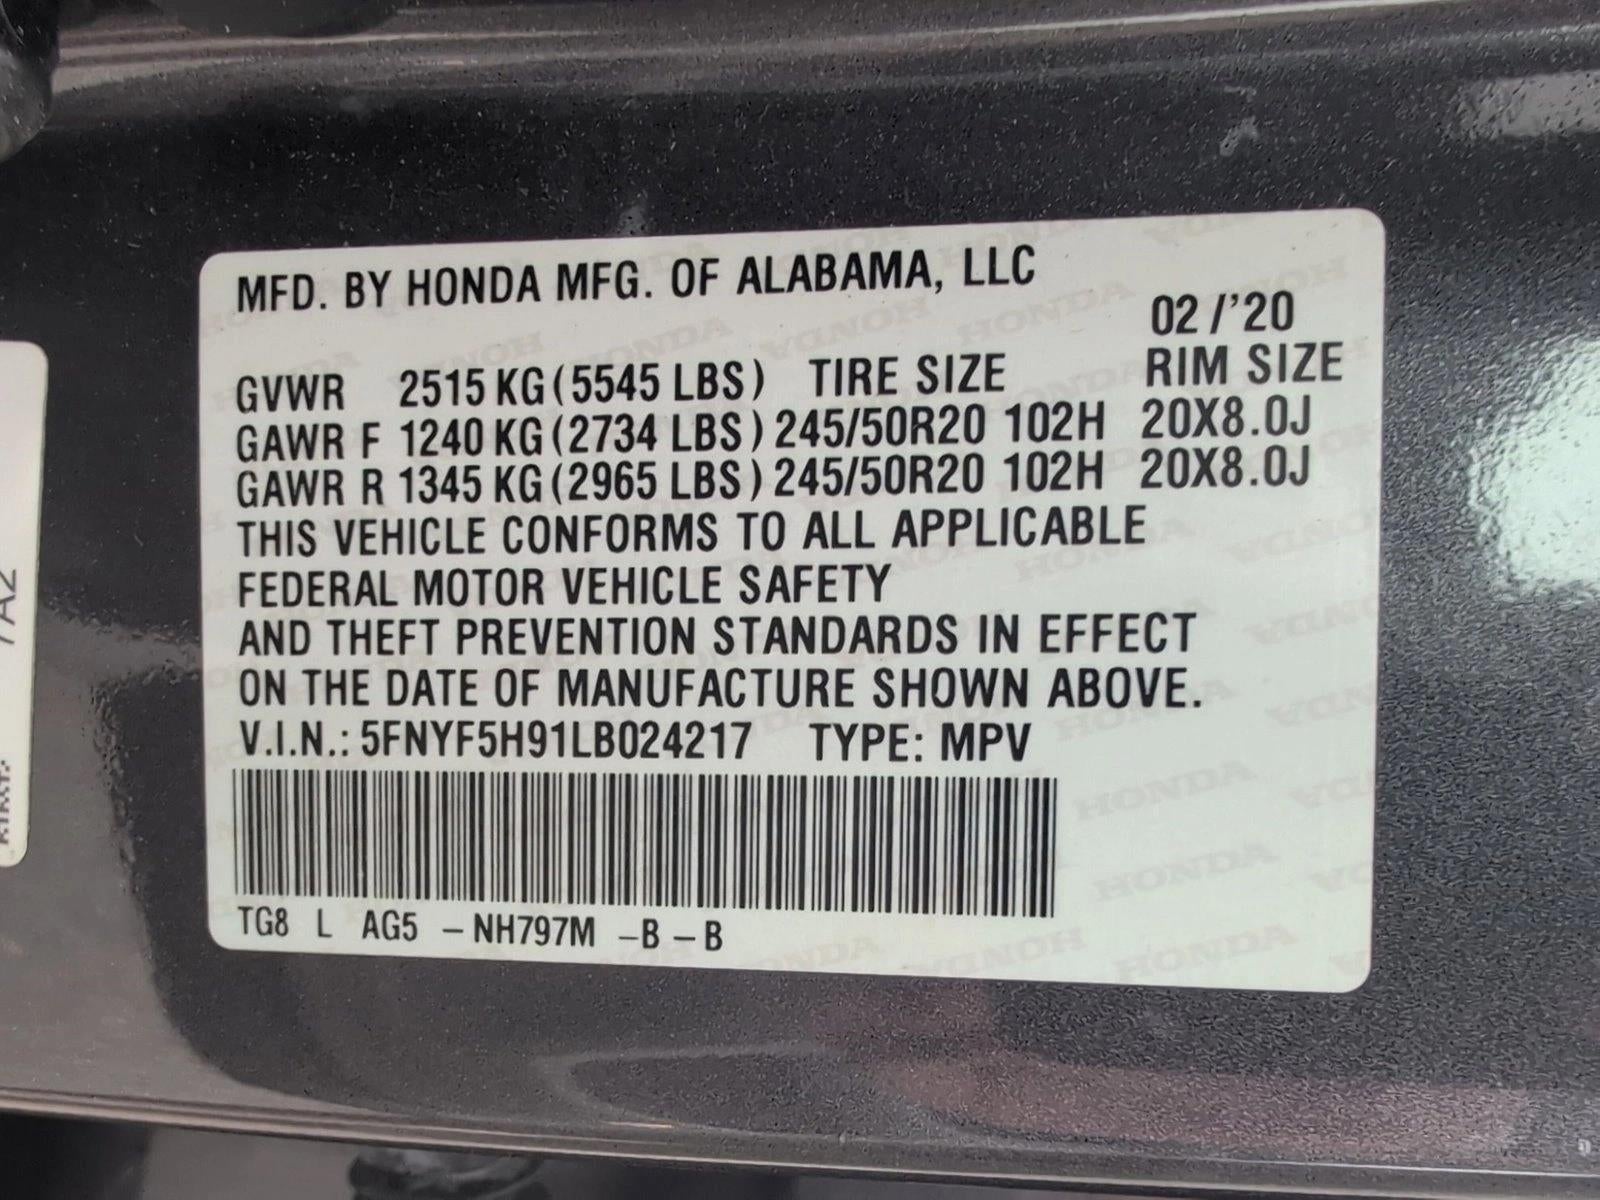 MFD. BY HONDA MFG. OF ALABAMA, LLC
02 /'20
GVWR 2515 KG (5545 LBS) TIRE SIZE RIM SIZE
GAWR F 1240 KG (2734 LBS) 245/50R20 102H 20X8.0J
GAWR R 1345 KG (2965 LBS) 245/50R20 102H 20X8.0J
THIS VEHICLE CONFORMS TO ALL APPLICABLE
FEDERAL MOTOR VEHICLE SAFETY
AND THEFT PREVENTION STANDARDS IN EFFECT
ON THE DATE OF MANUFACTURE SHOWN ABOVE.
V.I.N.: 5FNYF5H91LB024217 TYPE: MPV
TG8 L AG5 – NH797M – B – B